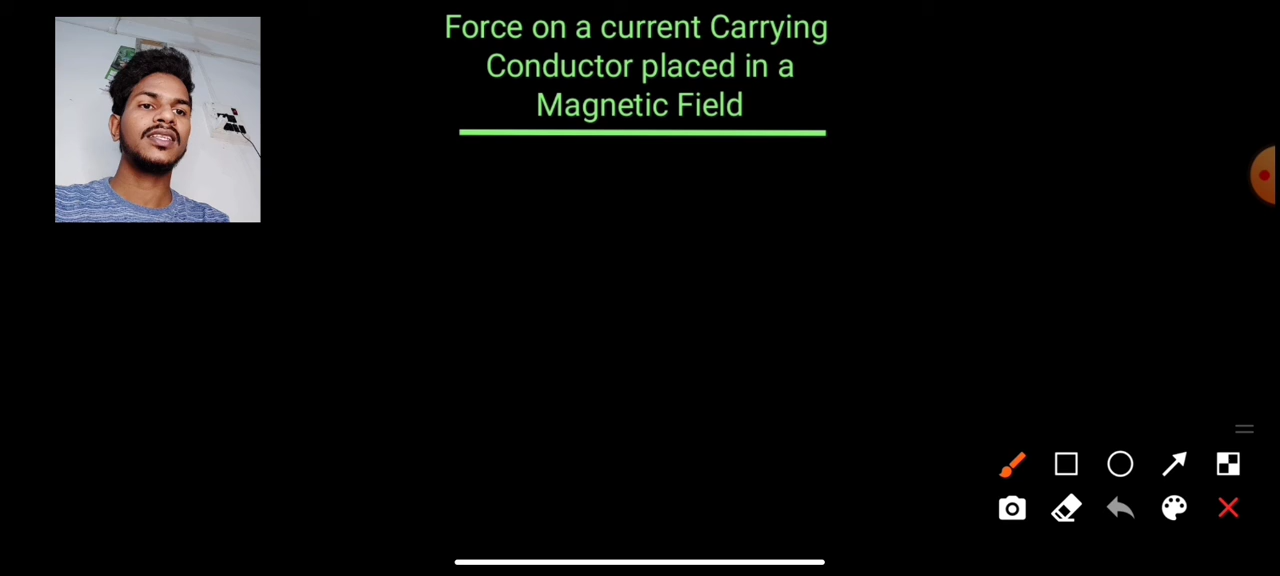 Force on a current Carrying
Conductor placed in a
Magnetic Field